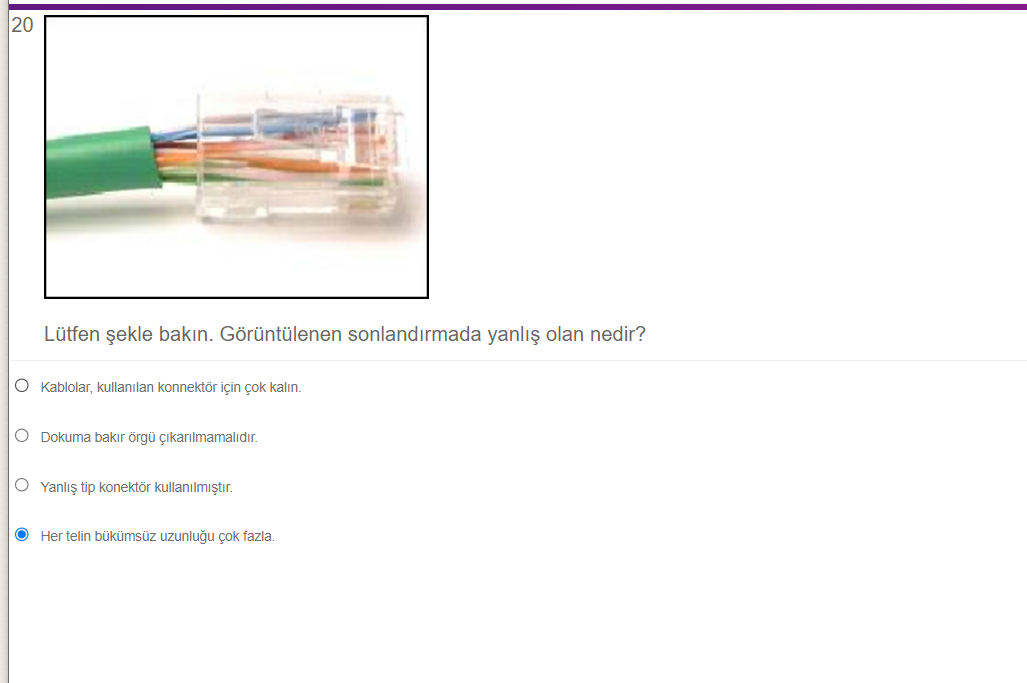 20
Lütfen şekle bakın. Görüntülenen sonlandırmada yanlış olan nedir?
Kablolar, kullanılan konnektör için çok kalın.
Dokuma bakır örgü çıkarılmamalıdır.
Yanlış tip konektör kullanılmıştır.
Her telin bükümsüz uzunluğu çok fazla.